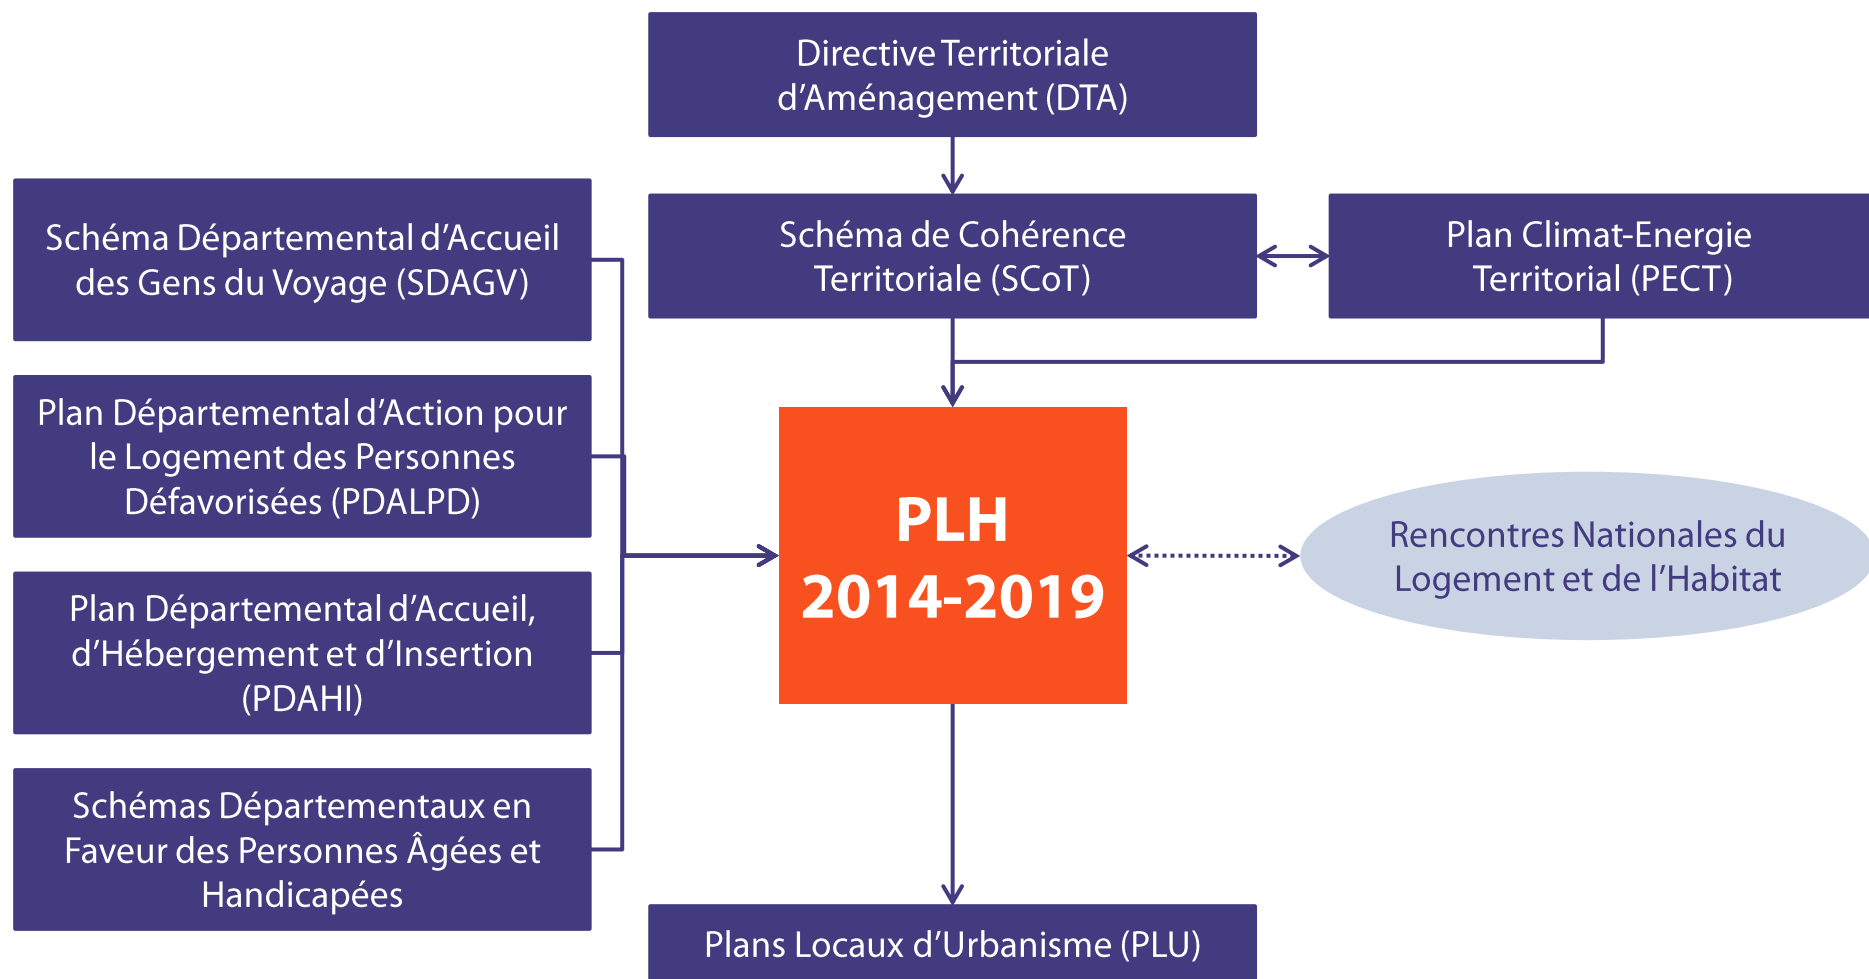 Directive Territoriale
d’Aménagement (DTA)
Schéma Départemental d’Accueil
des Gens du Voyage (SDAGV)
Schéma de Cohérence
Territoriale (SCoT)
Plan Climat-Energie
Territorial (PECT)
Plan Départemental d’Action pour
le Logement des Personnes
Défavorisées (PDALPD)
PLH
2014-2019
Rencontres Nationales du
Logement et de l’Habitat
Plan Départemental d’Accueil,
d’Hébergement et d’Insertion
(PDAHI)
Schémas Départementaux en
Faveur des Personnes Âgées et
Handicapées
Plans Locaux d’Urbanisme (PLU)